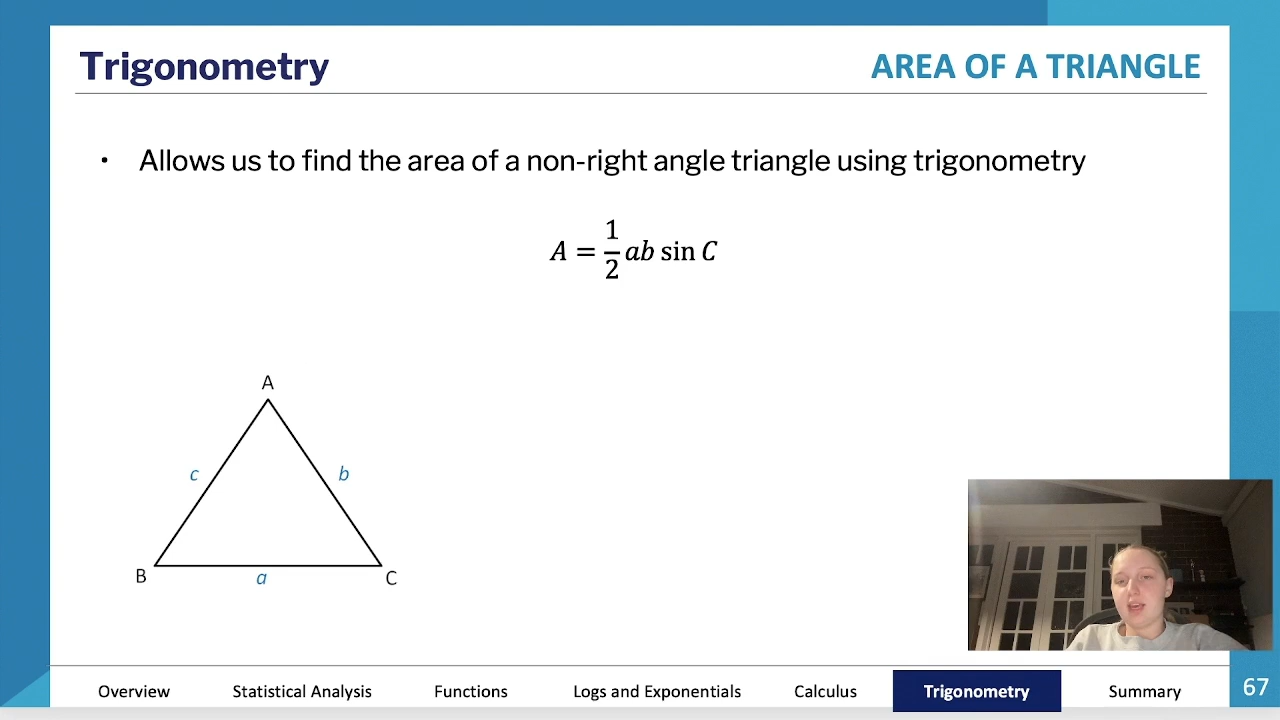 Trigonometry
AREA OF A TRIANGLE
• Allows us to find the area of a non-right angle triangle using trigonometry
A = 1/2 ab sin C
A
c
b
B
a
C
Overview
Statistical Analysis
Functions
Logs and Exponentials
Calculus
Trigonometry
Summary
67